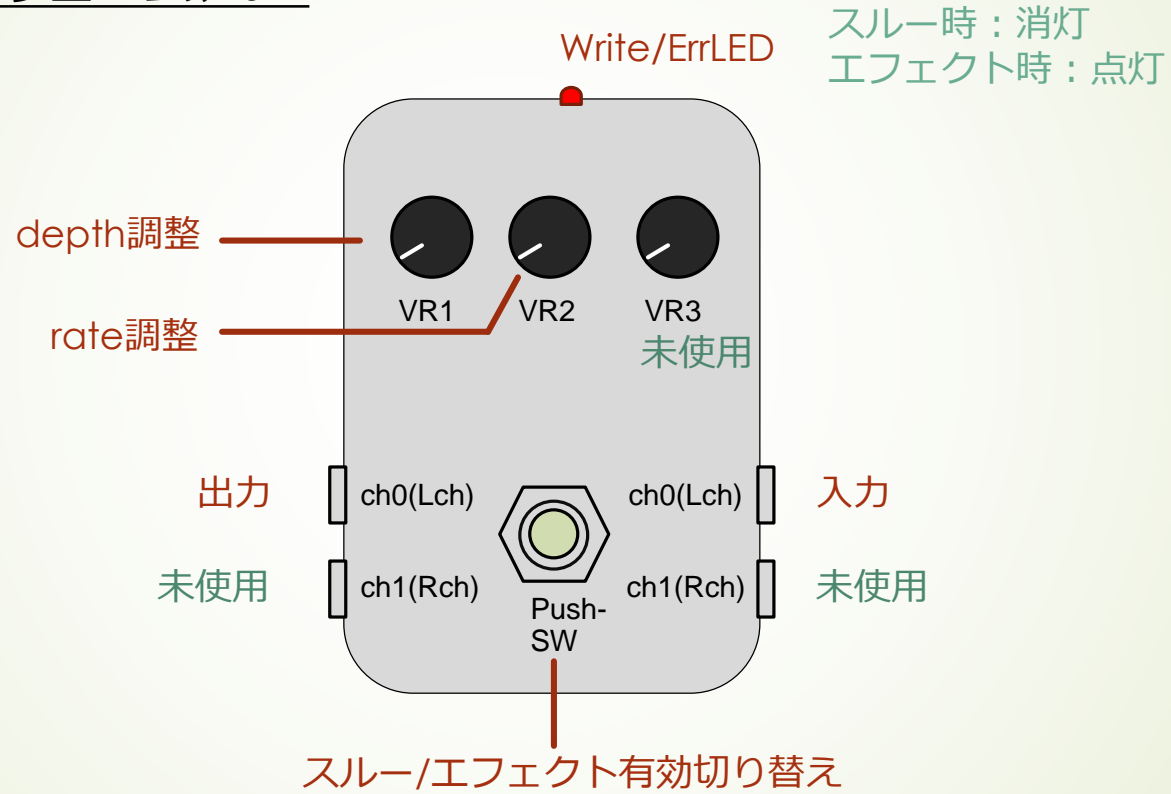 Write/ErrLED
スルー時：消灯
エフェクト時：点灯
depth調整
rate調整
VR1
VR2
VR3
未使用
出力
ch0(Lch)
ch0(Lch)
入力
未使用
ch1(Rch)
ch1(Rch)
未使用
Push-
SW
スルー/エフェクト有効切り替え